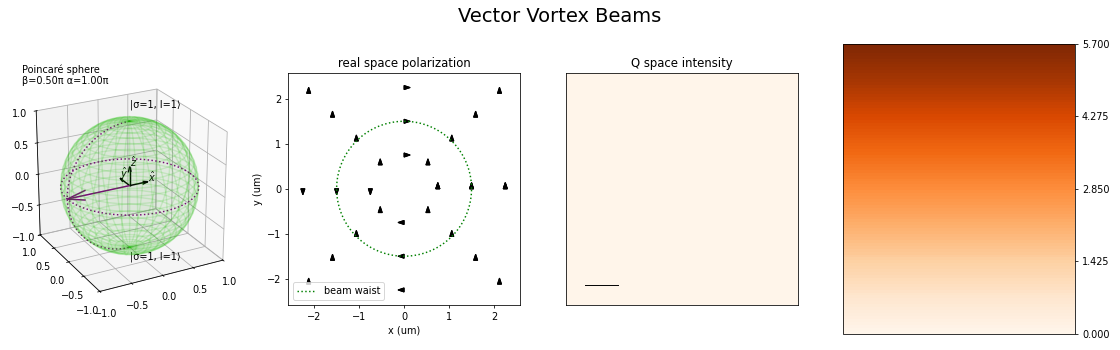 Vector Vortex Beams
Poincaré sphere
β=0.50π α=1.00π
|σ=1, l=1⟩
ẑ
ŷ
x̂
|σ=1, l=1⟩
1.0
0.5
0.0
−0.5
−1.0
1.0
0.5
0.0
−0.5
−1.0
−1.0
−0.5
0.0
0.5
1.0
real space polarization
y (um)
2
1
0
−1
−2
beam waist
−2
−1
0
1
2
x (um)
Q space intensity
5.700
4.275
2.850
1.425
0.000